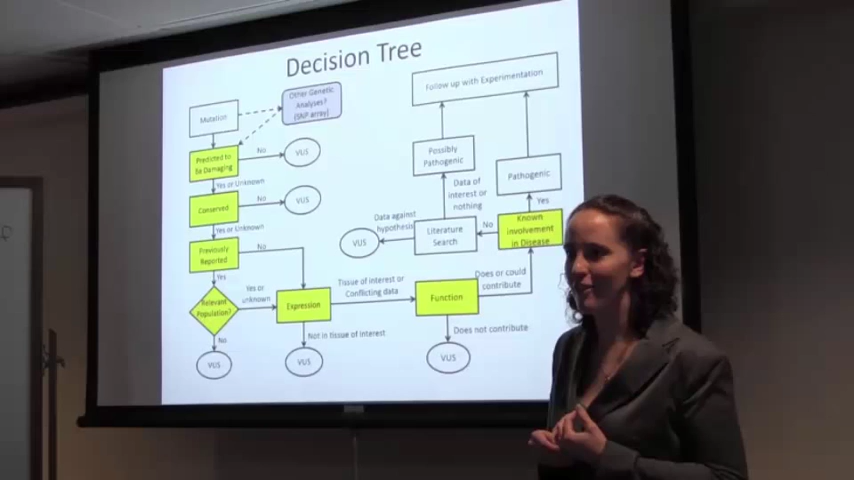 Decision Tree
Mutation
Other Genetic
Analyses?
(SNP array)
Follow up with Experimentation
Predicted to
be Damaging
No
VUS
Possibly
Pathogenic
Pathogenic
Yes or Unknown
Conserved
No
VUS
Data of
interest or
nothing
Yes
Yes or Unknown
Previously
Reported
No
Data against
hypothesis
VUS
Literature
Search
No
Known
involvement
in Disease
Yes
Relevant
Population?
Yes or
unknown
Expression
Tissue of interest or
Conflicting data
Function
Does or could
contribute
No
VUS
Not in tissue of interest
VUS
Does not contribute
VUS